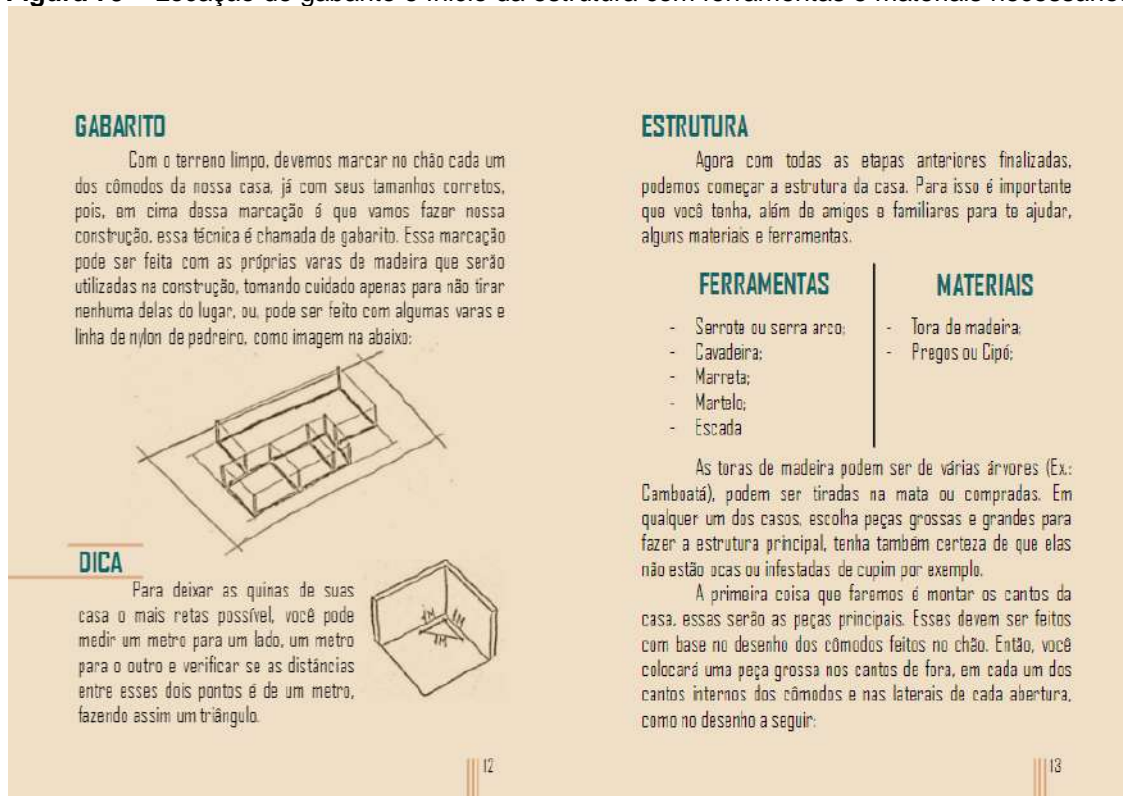 Locação do gabarito e início da estrutura com ferramentas e materiais
GABARITO
Com o terreno limpo, devemos marcar no chão cada um
dos cômodos da nossa casa, já com seus tamanhos corretos,
pois, em cima dessa marcação é que vamos fazer nossa
construção, essa técnica é chamada de gabarito. Essa marcação
pode ser feita com as próprias varas de madeira que serão
utilizadas na construção, tomando cuidado apenas para não tirar
nenhuma delas do lugar, ou, pode ser feito com algumas varas e
linha de nylon de pedreiro, como imagem na abaixo:
DICA
Para deixar as quinas de suas
casa o mais retas possível, você pode
medir um metro para um lado, um metro
para o outro e verificar se as distâncias
entre esses dois pontos é de um metro,
fazendo assim um triângulo.
1M
1M
1M
12
ESTRUTURA
Agora com todas as etapas anteriores finalizadas,
podemos começar a estrutura da casa. Para isso é importante
que você tenha, além de amigos e familiares para te ajudar,
alguns materiais e ferramentas.
FERRAMENTAS
- Serrote ou serra arco;
- Cavadeira;
- Marreta;
- Martelo;
- Escada
MATERIAIS
- Tora de madeira;
- Pregos ou Cipó;
As toras de madeira podem ser de várias árvores (Ex.:
Camboatá), podem ser tiradas na mata ou compradas. Em
qualquer um dos casos, escolha peças grossas e grandes para
fazer a estrutura principal, tenha também certeza de que elas
não estão ocas ou infestadas de cupim por exemplo.
A primeira coisa que faremos é montar os cantos da
casa, essas serão as peças principais. Esses devem ser feitos
com base no desenho dos cômodos feitos no chão. Então, você
colocará uma peça grossa nos cantos de fora, em cada um dos
cantos internos dos cômodos e nas laterais de cada abertura,
como no desenho a seguir:
13